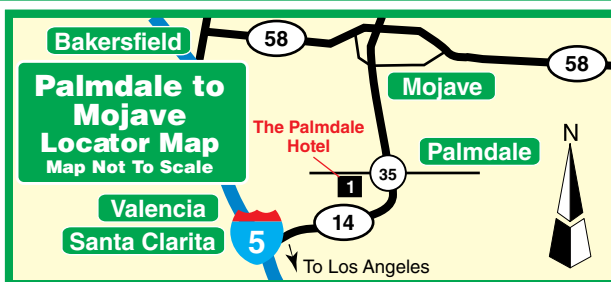 Bakersfield
58
58
Palmdale to
Mojave
Locator Map
Map Not To Scale
Mojave
The Palmdale
Hotel
N
Palmdale
35
1
Valencia
14
Santa Clarita
5
To Los Angeles